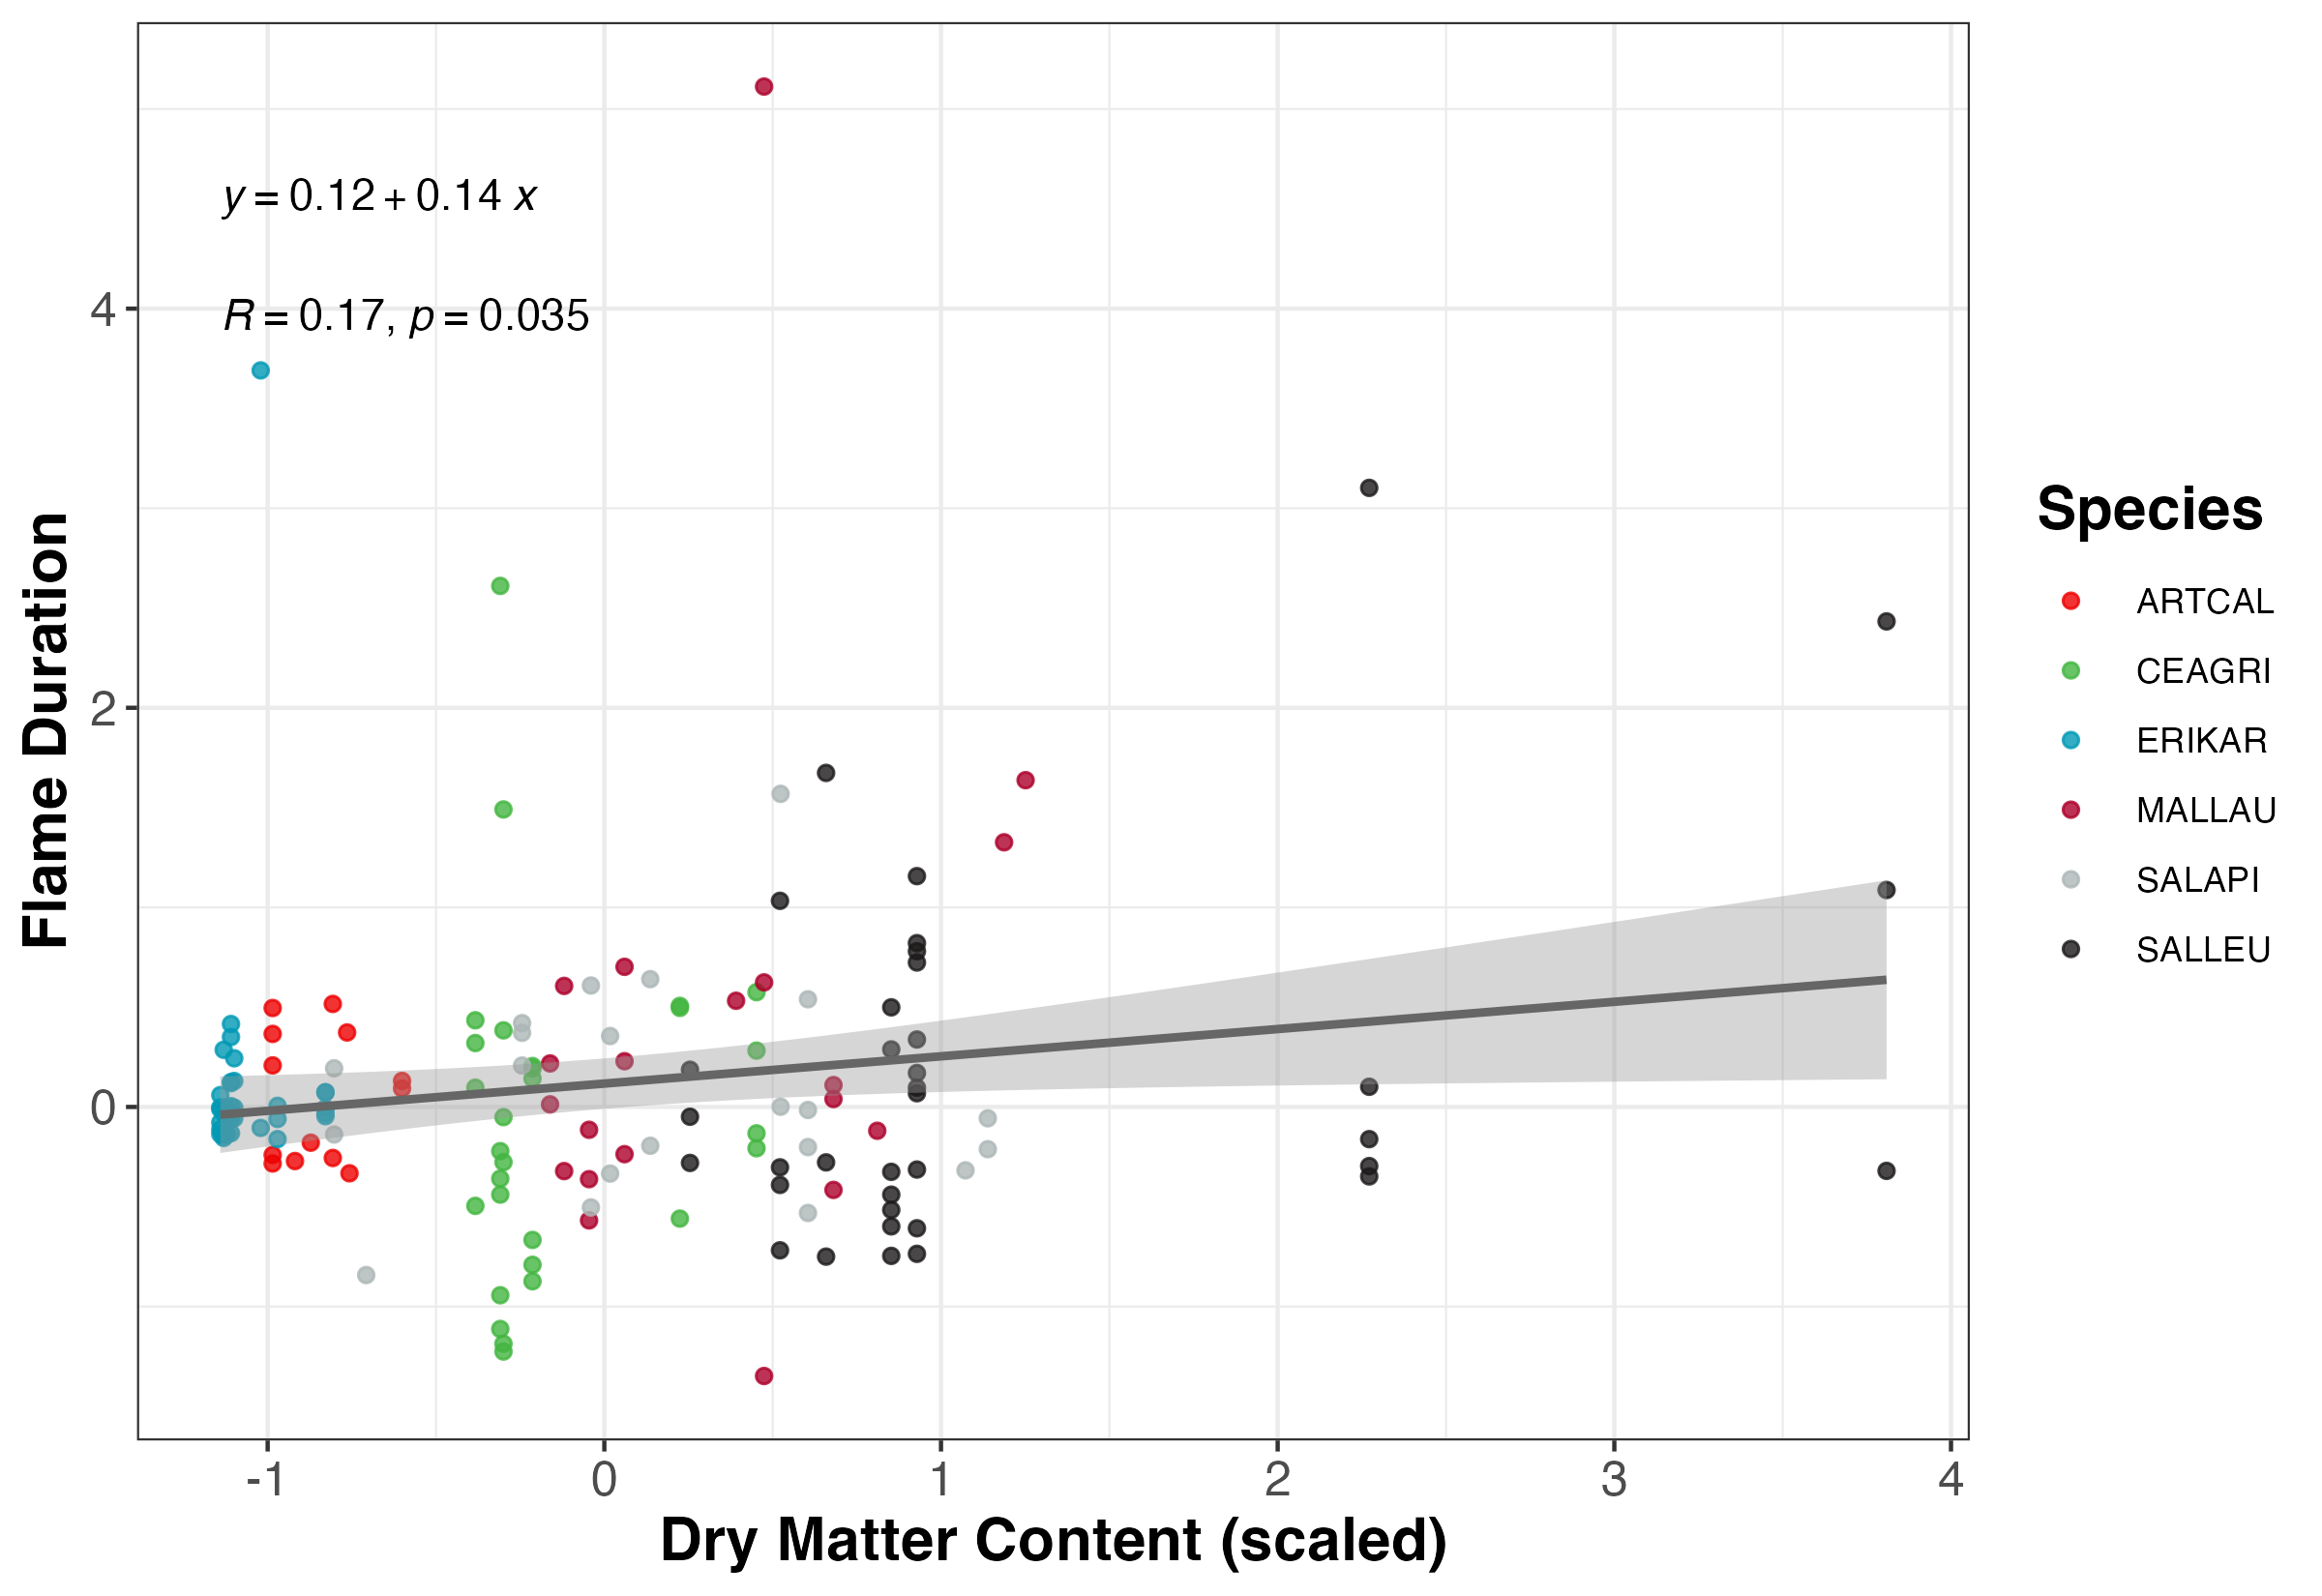 y = 0.12 + 0.14 x
R = 0.17, p = 0.035
Flame Duration
4
2
0
-1 0 1 2 3 4
Dry Matter Content (scaled)
Species
ARTCAL
CEAGRI
ERIKAR
MALLAU
SALAPI
SALLEU